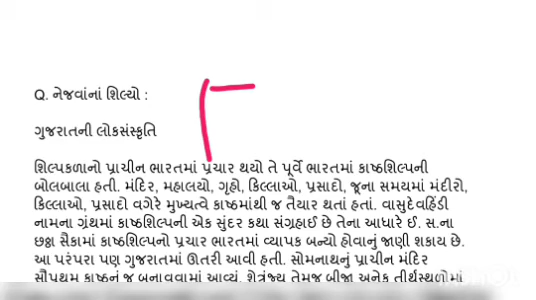 Q. નેજવાંનાં શિલ્પો :
ગુજરાતની લોકસંસ્કૃતિ
શિલ્પકળાનો પ્રાચીન ભારતમાં પ્રચાર થયો તે પૂર્વે ભારતમાં કાષ્ઠશિલ્પની
બોલબાલા હતી. મંદિર, મહાલયો, ગૃહો, કિલ્લાઓ, પ્રસાદો, જૂના સમયમાં મંદીરો,
કિલ્લાઓ, પ્રસાદો વગેરે મુખ્યત્વે કાષ્ઠમાંથી જ તૈયાર થતાં હતાં. વાસુદેવહિંડી
નામના ગ્રંથમાં કાષ્ઠશિલ્પની એક સુંદર કથા સંગ્રહાઈ છે તેના આધારે ઈ. સ.ના
છઠ્ઠા સૈકામાં કાષ્ઠશિલ્પનો પ્રચાર ભારતમાં વ્યાપક બન્યો હોવાનું જાણી શકાય છે.
આ પરંપરા પણ ગુજરાતમાં ઊતરી આવી હતી. સોમનાથનું પ્રાચીન મંદિર
સૌપ્રથમ કાષ્ઠનું જ બનાવવામાં આવ્યું. શેત્રુંજ્ય તેમજ બીજા અનેક તીર્થસ્થળોમાં